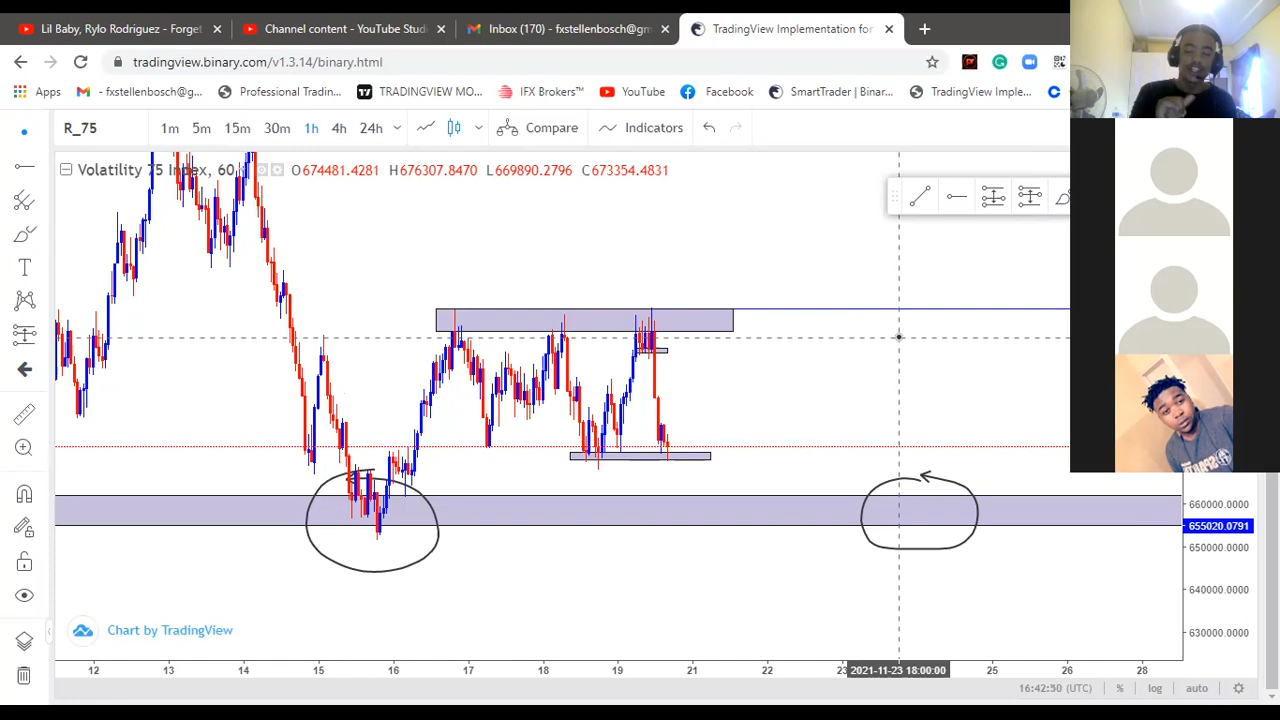 Lil Baby, Rylo Rodriguez - Forget
Channel content - YouTube Studi
Inbox (170) - fxstellenbosch@gm
TradingView Implementation for
tradingview.binary.com/v1.3.14/binary.html
Apps
- fxstellenbosch@g...
Professional Tradin...
TRADINGVIEW MO...
IFX Brokers™
YouTube
Facebook
SmartTrader | Binar...
TradingView Imple...
R_75
1m 5m 15m 30m 1h 4h 24h
Compare
Indicators
Volatility 75 Index, 60
O674481.4281 H676307.8470 L669890.2796 C673354.4831
660000.0000
655020.0791
650000.0000
640000.0000
630000.0000
Chart by TradingView
12 13 14 15 16 17 18 19 21 22 23 2021-11-23 18:00:00 25 26 28
16:42:50 (UTC) % log auto